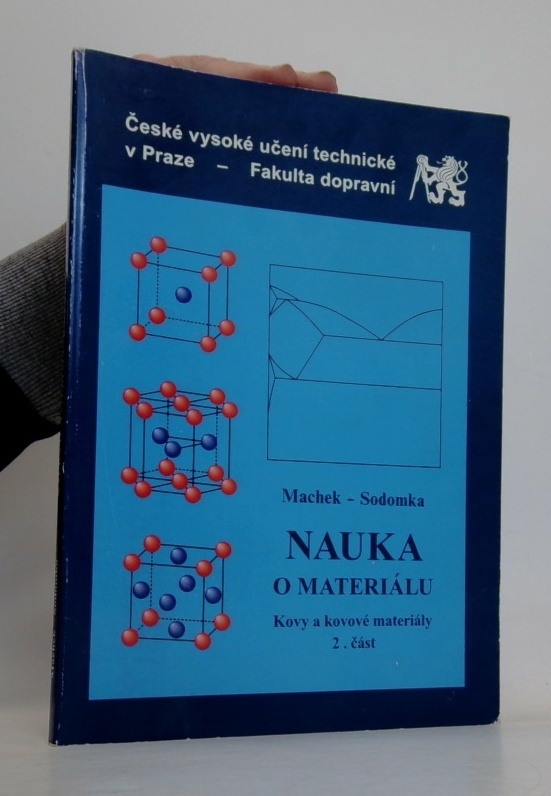 České vysoké učení technické
v Praze – Fakulta dopravní
Machek - Sodomka
NAUKA
O MATERIÁLU
Kovy a kovové materiály
2 . část